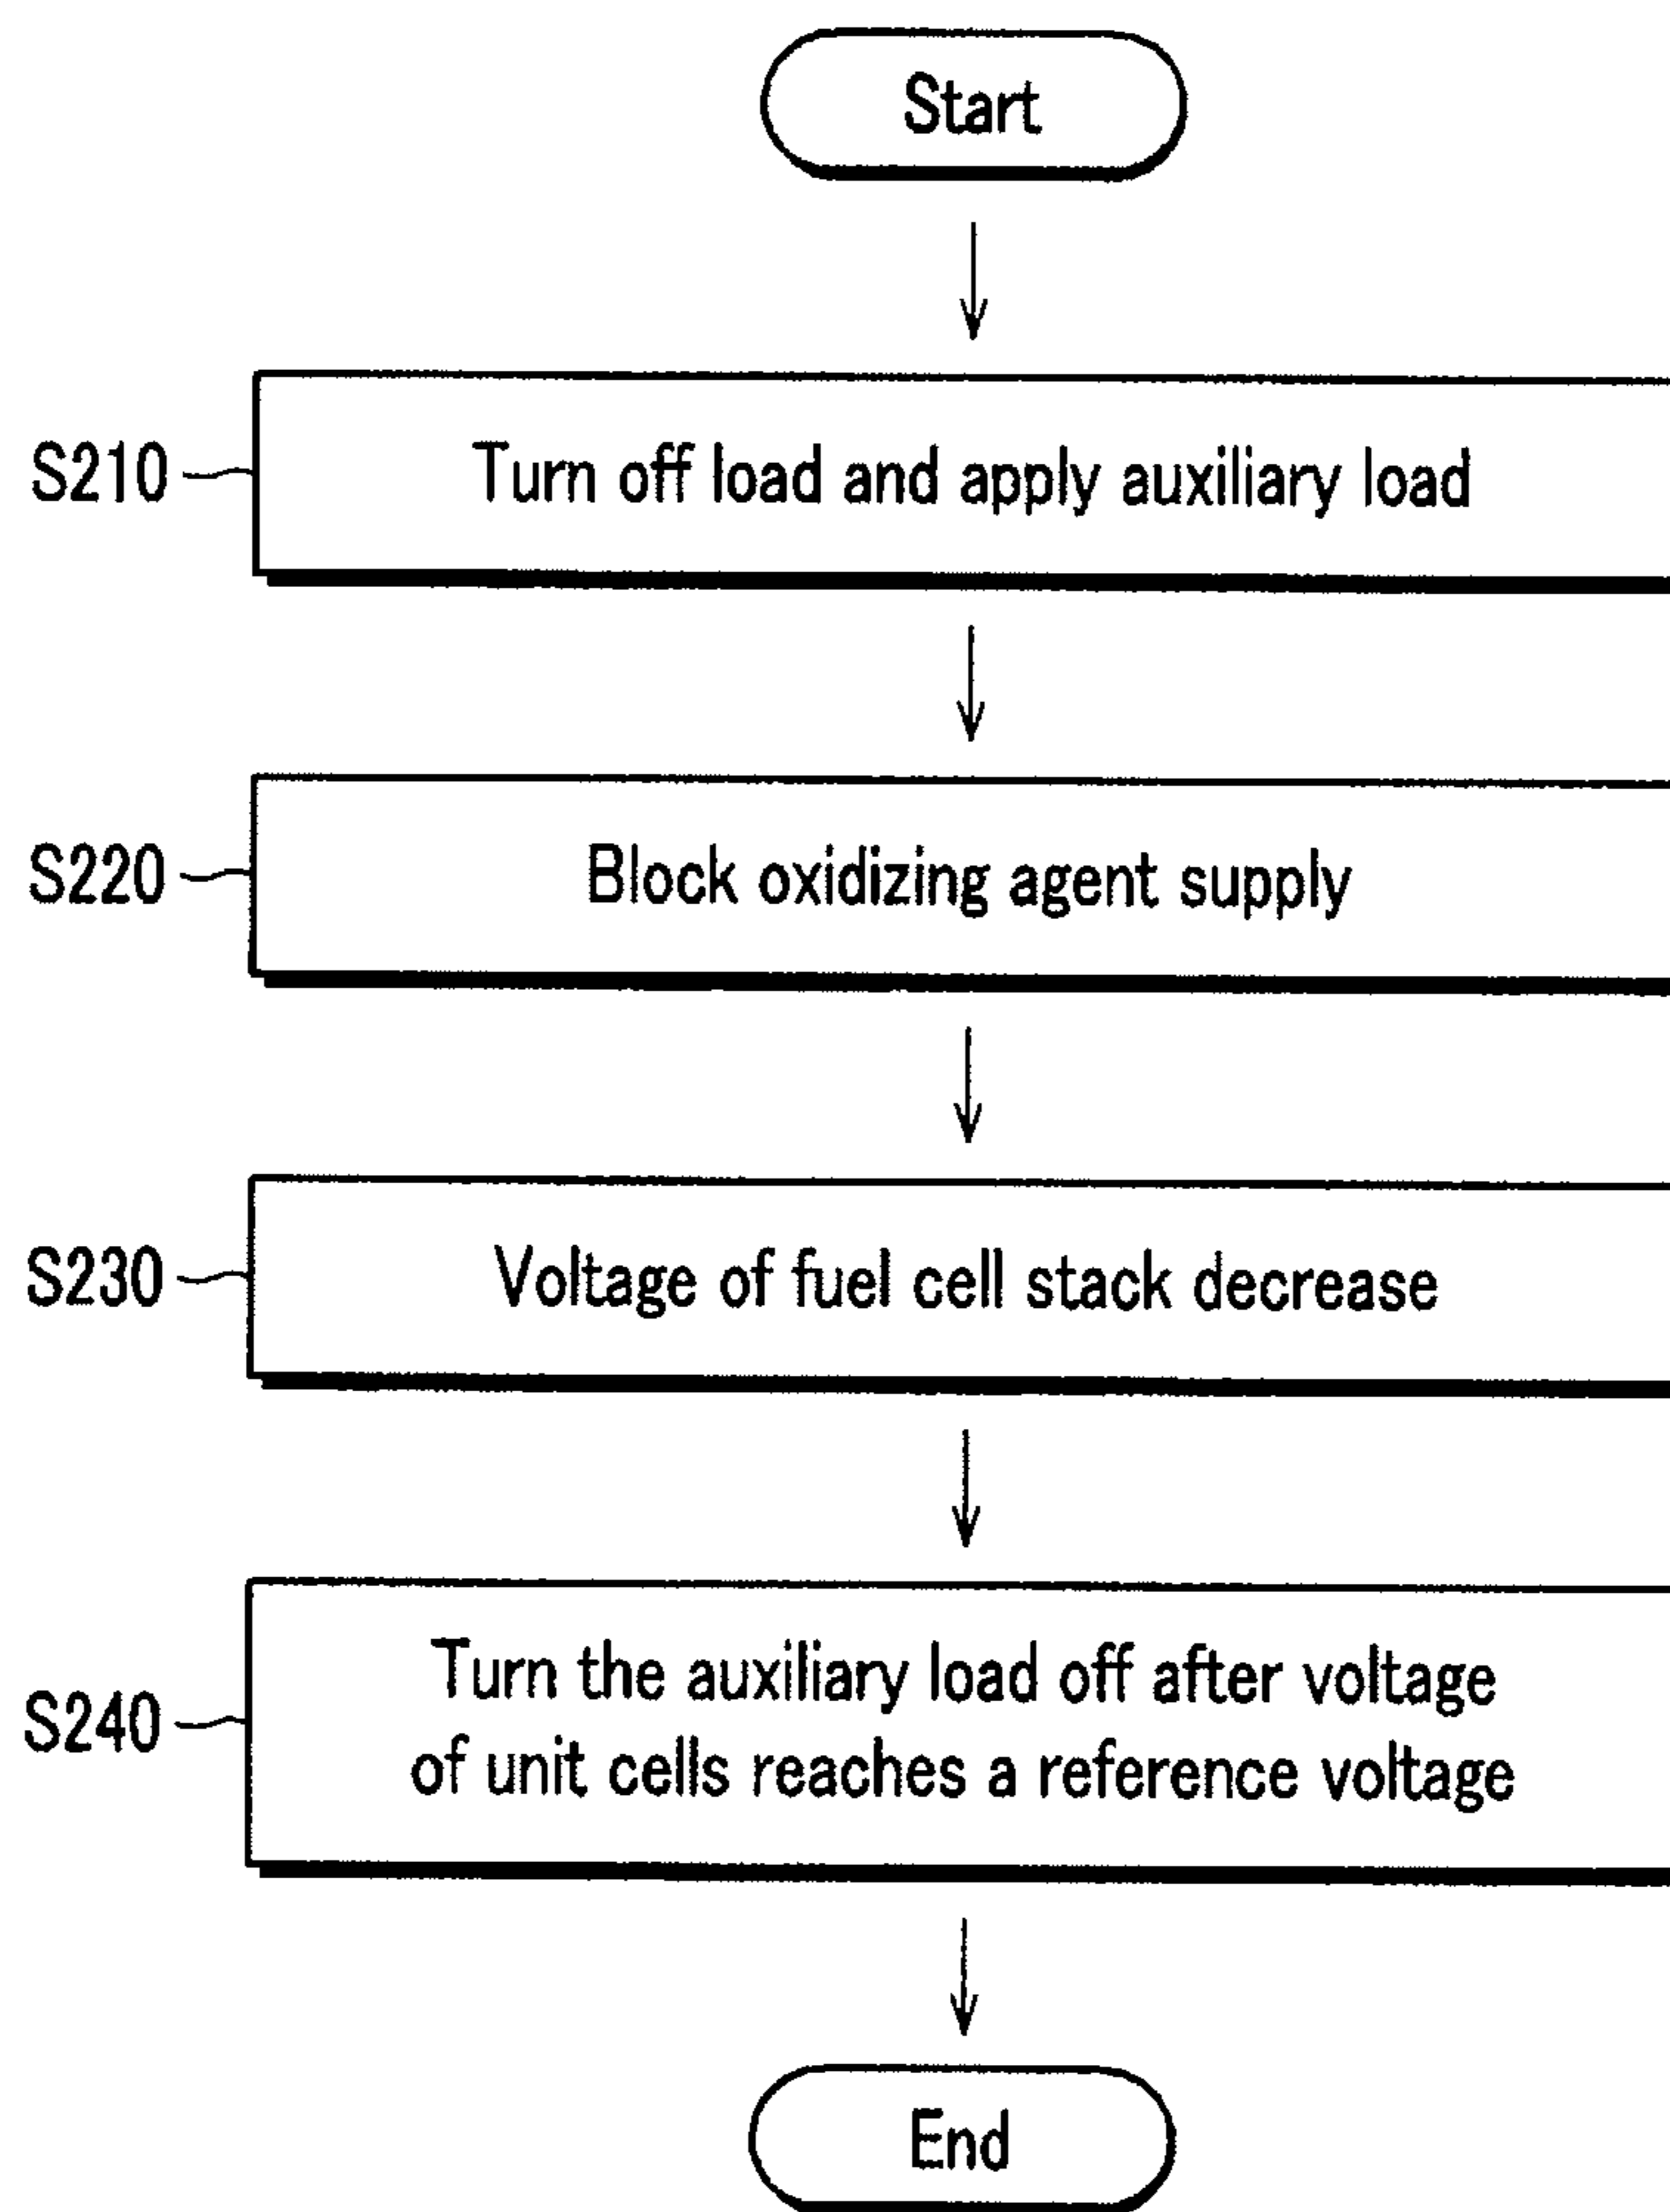 Start
S210
Turn off load and apply auxiliary load
S220
Block oxidizing agent supply
S230
Voltage of fuel cell stack decrease
S240
Turn the auxiliary load off after voltage
of unit cells reaches a reference voltage
End